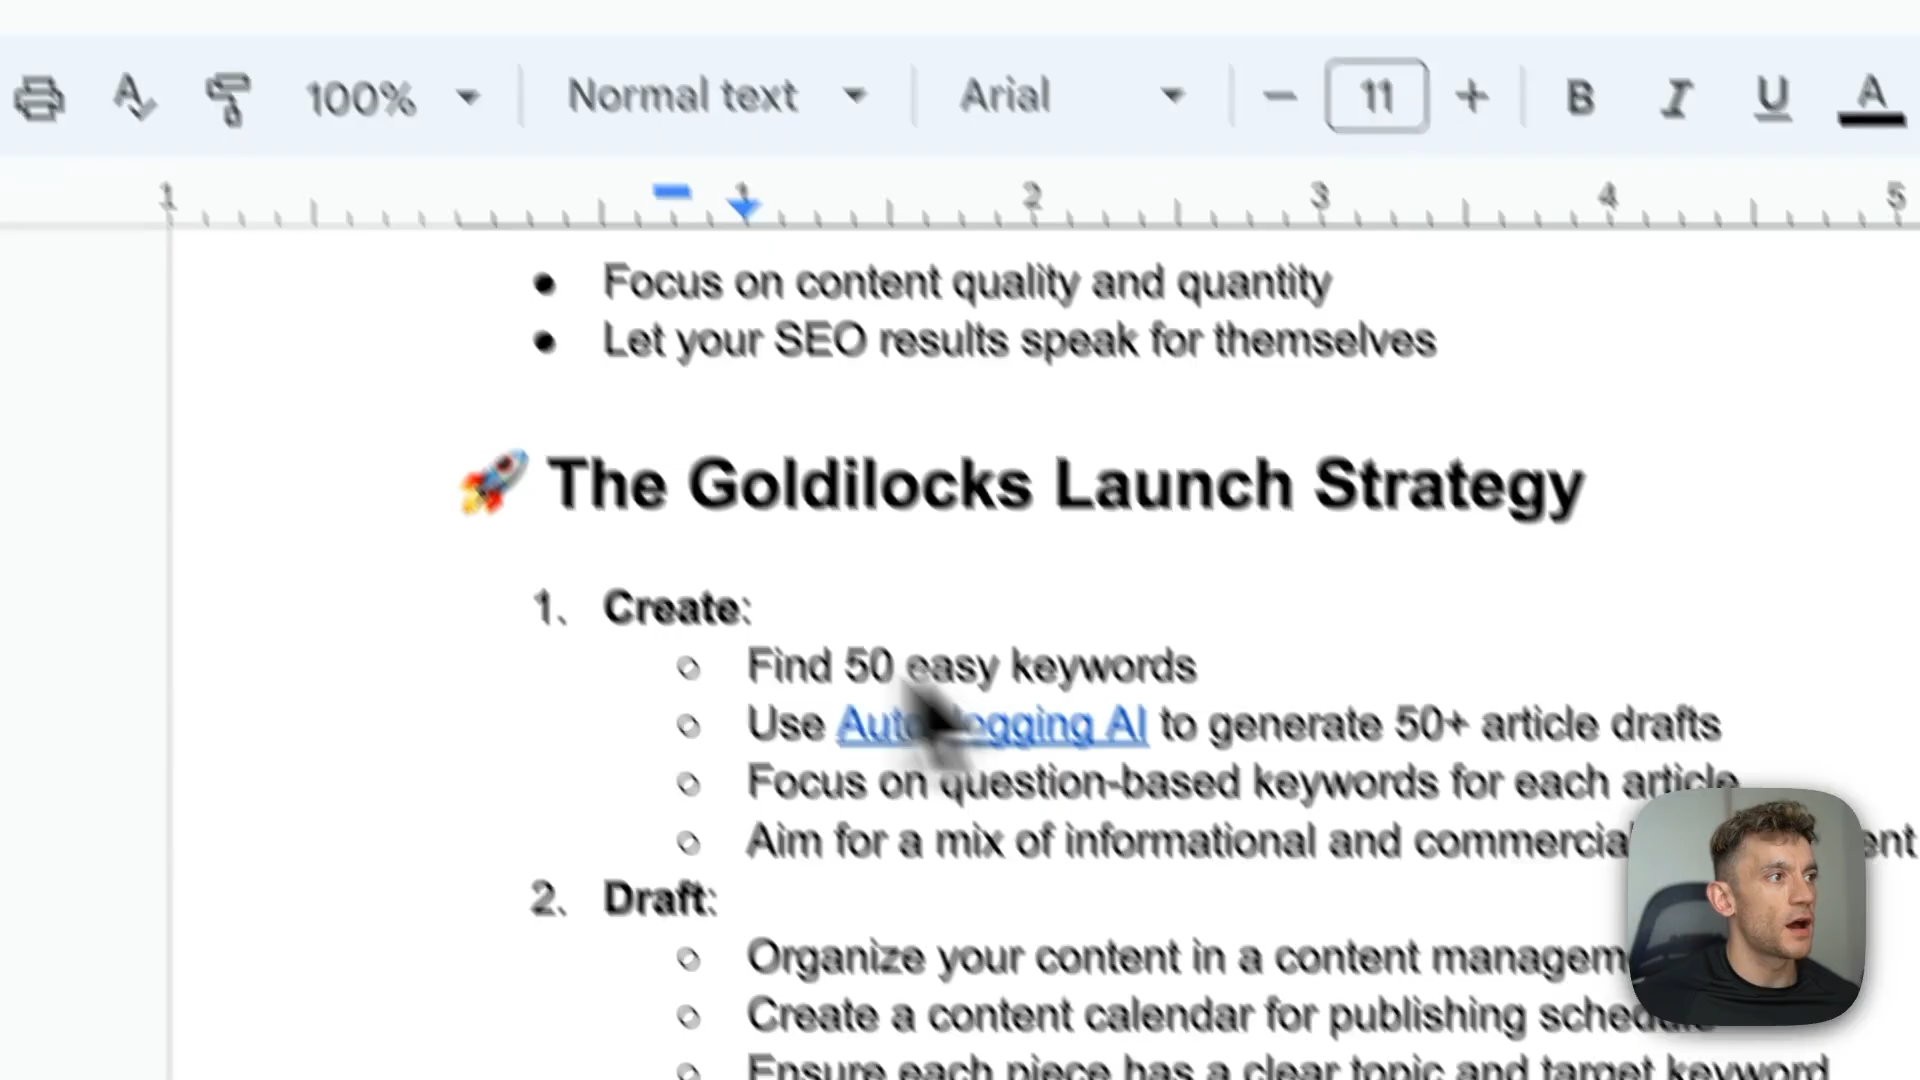 100% Normal text Arial 11 B I U A
1 1 2 3 4 5
Focus on content quality and quantity
Let your SEO results speak for themselves
🚀 The Goldilocks Launch Strategy
1. Create:
Find 50 easy keywords
Use Auto ogging AI to generate 50+ article drafts
Focus on question-based keywords for each article
Aim for a mix of informational and commercial
2. Draft:
Organize your content in a content
Create a content calendar for publishing
Ensure each piece has a clear topic and target keyword